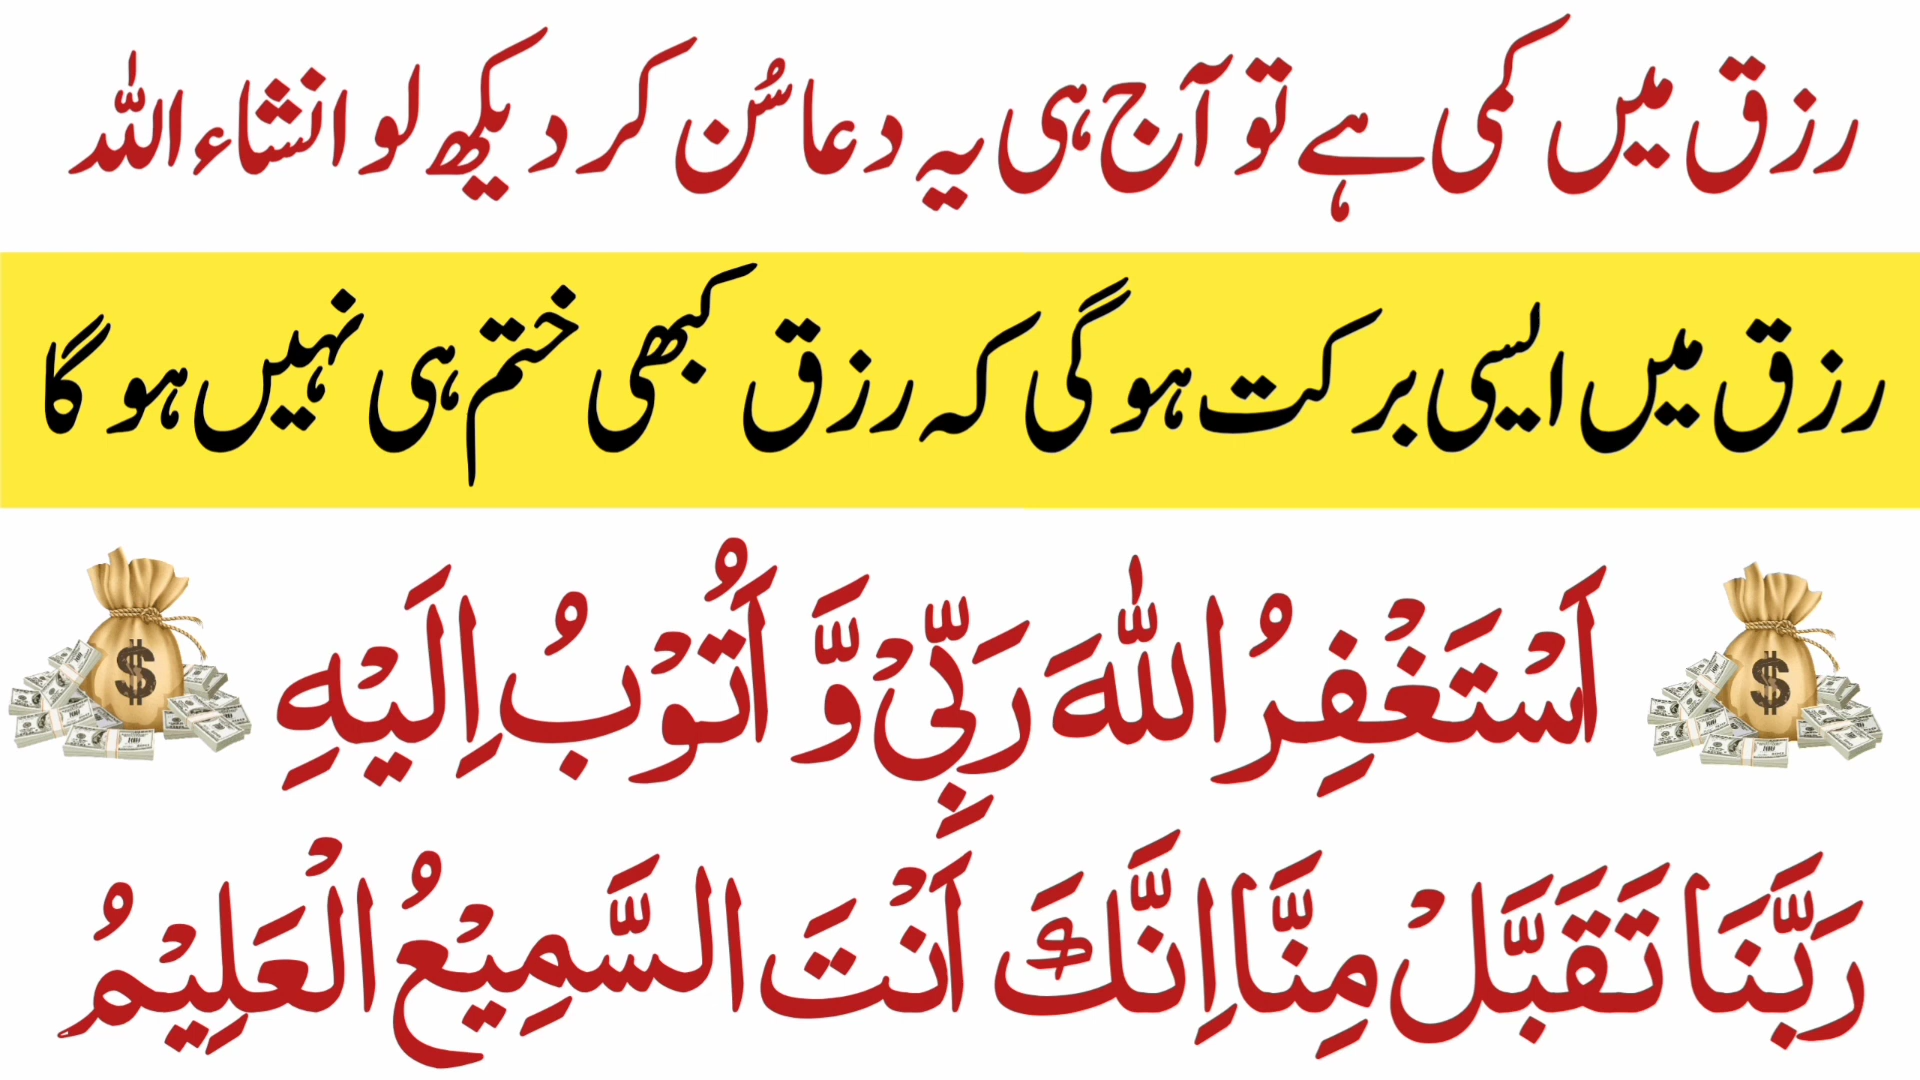 رزق میں کمی ہے تو آج ہی یہ دعا سُن کر دیکھ لو انشاء اللہ
رزق میں ایسی برکت ہو گی کہ رزق کبھی ختم ہی نہیں ہو گا
اَسْتَغْفِرُ اللهَ رَبِّیْ وَّ اَتُوْبُ اِلَیْهِ
رَبَّنَا تَقَبَّلْ مِنَّا اِنَّكَ اَنْتَ السَّمِیْعُ الْعَلِیْمُ